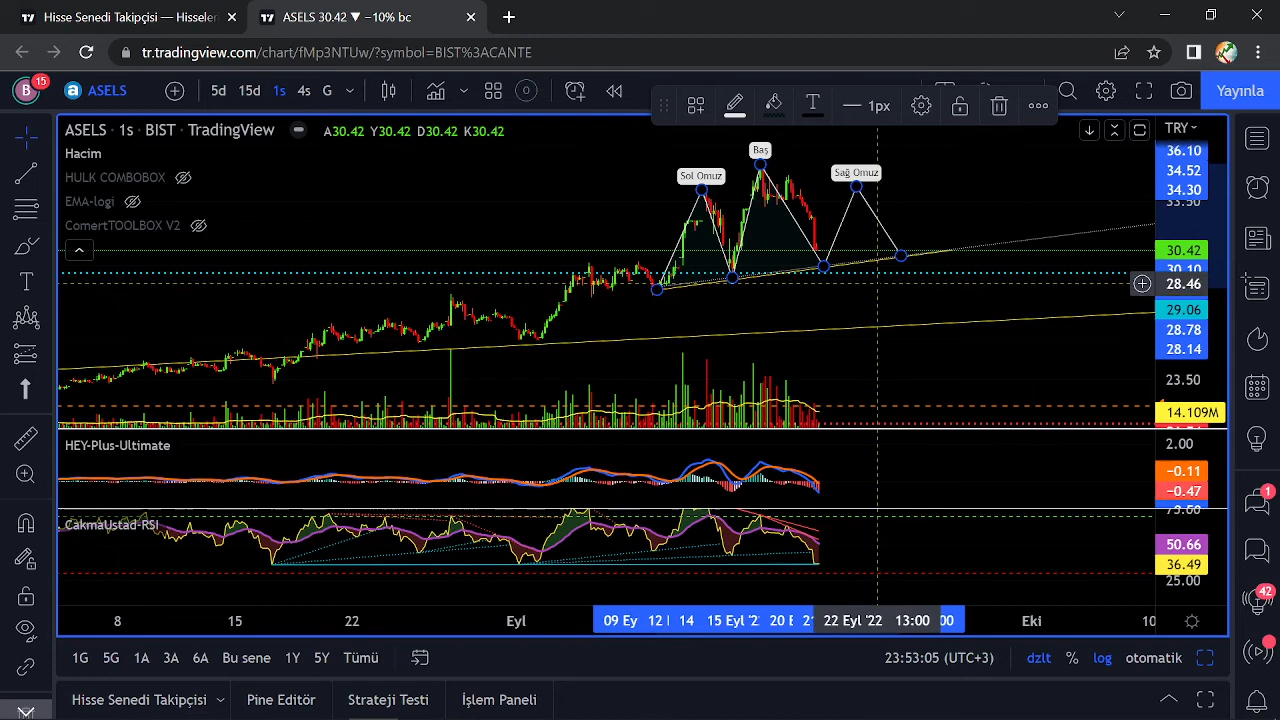 Hisse Senedi Takipçisi — Hisseler
ASELS 30.42 ▼ −10% bc
tr.tradingview.com/chart/fMp3NTUw/?symbol=BIST%3ACANTE
B 15
ASELS
5d 15d 1s 4s G
1px
Yayınla
ASELS · 1s · BIST · TradingView
A30.42 Y30.42 D30.42 K30.42
TRY
Hacim
HULK COMBOBOX
EMA-logi
ComertTOOLBOX V2
Sol Omuz
Baş
Sağ Omuz
36.10
34.52
34.30
30.42
28.46
29.06
28.78
28.14
23.50
14.109M
HEY-Plus-Ultimate
2.00
−0.11
−0.47
CakmaUstad-RSI
50.66
36.49
25.00
1
42
8 15 22 Eyl 09 Ey 12 14 15 Eyl '2 20 E 22 Eyl '22 13:00 :00 Eki 10
1G 5G 1A 3A 6A Bu sene 1Y 5Y Tümü
23:53:05 (UTC+3)
dzlt % log otomatik
Hisse Senedi Takipçisi
Pine Editör
Strateji Testi
İşlem Paneli